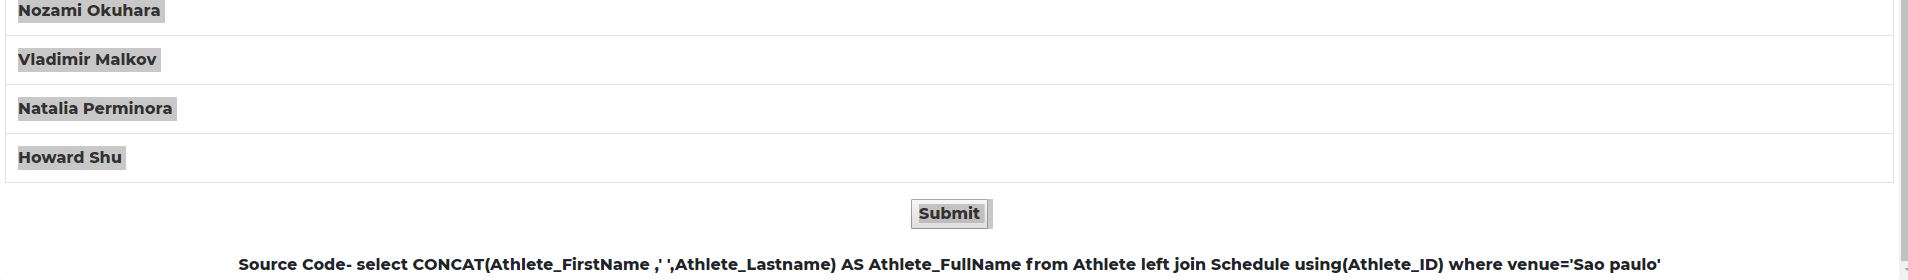 Nozami Okuhara
Vladimir Malkov
Natalia Perminora
Howard Shu
Submit
Source Code- select CONCAT(Athlete_FirstName ,' ',Athlete_Lastname) AS Athlete_FullName from Athlete left join Schedule using(Athlete_ID) where venue='Sao paulo'